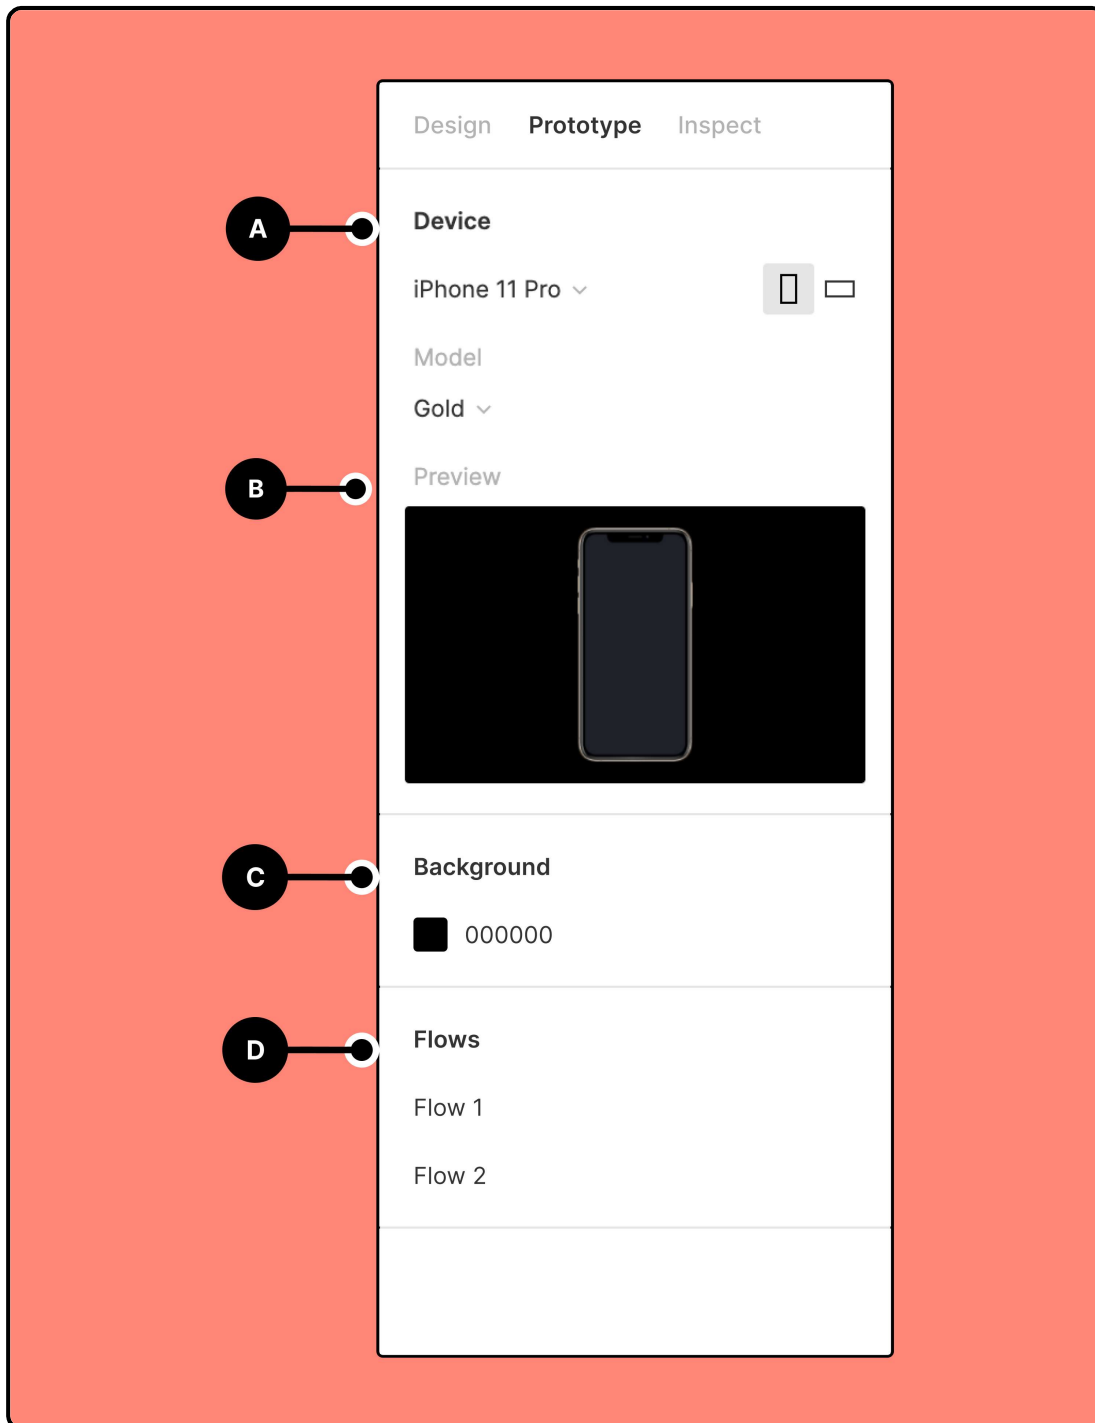 Design Prototype Inspect
A
Device
iPhone 11 Pro
Model
Gold
B
Preview
C
Background
000000
D
Flows
Flow 1
Flow 2